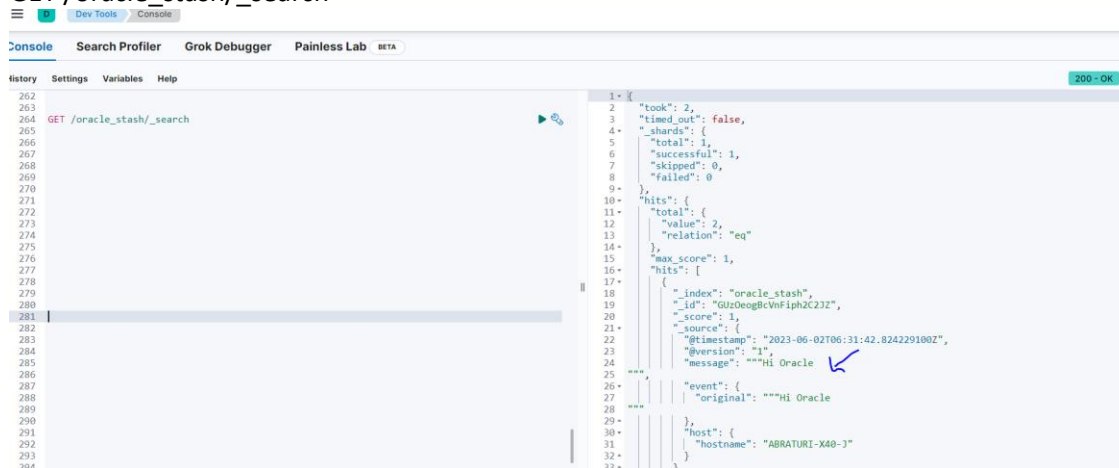 GET /oracle_stash/_search
D Dev Tools Console
Console Search Profiler Grok Debugger Painless Lab BETA
History Settings Variables Help
200 - OK
262
263
264 GET /oracle_stash/_search
265
266
267
268
269
270
271
272
273
274
275
276
277
278
279
280
281
282
283
284
285
286
287
288
289
290
291
292
293
294
1 {
2 "took": 2,
3 "timed_out": false,
4 "_shards": {
5 "total": 1,
6 "successful": 1,
7 "skipped": 0,
8 "failed": 0
9 },
10 "hits": {
11 "total": {
12 "value": 2,
13 "relation": "eq"
14 },
15 "max_score": 1,
16 "hits": [
17 {
18 "_index": "oracle_stash",
19 "_id": "GUzOeogBcVnFiph2C2JZ",
20 "_score": 1,
21 "_source": {
22 "@timestamp": "2023-06-02T06:31:42.824229100Z",
23 "@version": "1",
24 "message": """Hi Oracle
25 """,
26 "event": {
27 "original": """Hi Oracle
28 """
29 },
30 "host": {
31 "hostname": "ABRATURI-X40-J"
32 }
33 }